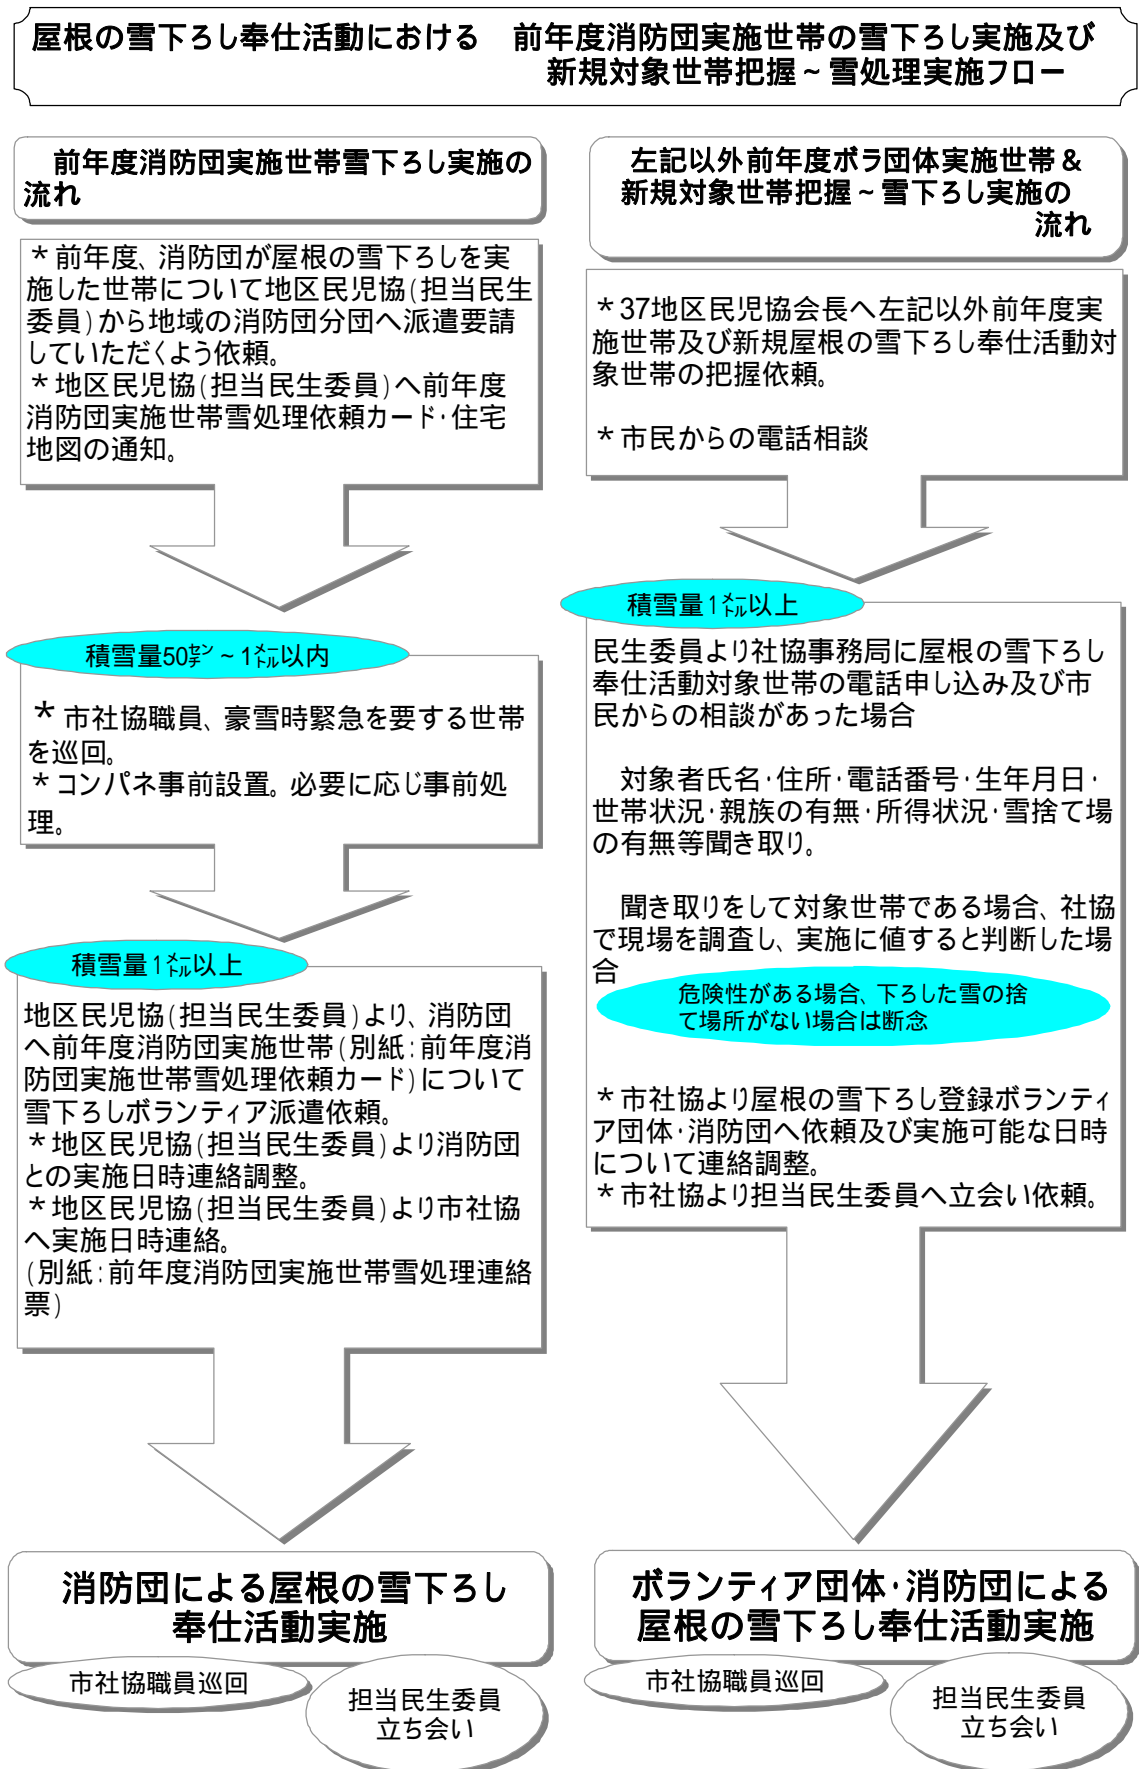 屋根の雪下ろし奉仕活動における　前年度消防団実施世帯の雪下ろし実施及び
新規対象世帯把握～雪処理実施フロー
前年度消防団実施世帯雪下ろし実施の
流れ
＊前年度、消防団が屋根の雪下ろしを実
施した世帯について地区民児協(担当民生
委員)から地域の消防団分団へ派遣要請
していただくよう依頼。
＊地区民児協(担当民生委員)へ前年度
消防団実施世帯雪処理依頼カード・住宅
地図の通知。
積雪量50㌢～1㍍以内
＊市社協職員、豪雪時緊急を要する世帯
を巡回。
＊コンパネ事前設置。必要に応じ事前処
理。
積雪量1㍍以上
地区民児協(担当民生委員)より、消防団
へ前年度消防団実施世帯(別紙:前年度消
防団実施世帯雪処理依頼カード)について
雪下ろしボランティア派遣依頼。
＊地区民児協(担当民生委員)より消防団
との実施日時連絡調整。
＊地区民児協(担当民生委員)より市社協
へ実施日時連絡。
(別紙:前年度消防団実施世帯雪処理連絡
票)
消防団による屋根の雪下ろし
奉仕活動実施
市社協職員巡回
担当民生委員
立ち会い
左記以外前年度ボラ団体実施世帯＆
新規対象世帯把握～雪下ろし実施の
流れ
＊37地区民児協会長へ左記以外前年度実
施世帯及び新規屋根の雪下ろし奉仕活動対
象世帯の把握依頼。
＊市民からの電話相談
積雪量1㍍以上
民生委員より社協事務局に屋根の雪下ろし
奉仕活動対象世帯の電話申し込み及び市
民からの相談があった場合
対象者氏名・住所・電話番号・生年月日・
世帯状況・親族の有無・所得状況・雪捨て場
の有無等聞き取り。
聞き取りをして対象世帯である場合、社協
で現場を調査し、実施に値すると判断した場
合
危険性がある場合、下ろした雪の捨
て場所がない場合は断念
＊市社協より屋根の雪下ろし登録ボランティ
ア団体・消防団へ依頼及び実施可能な日時
について連絡調整。
＊市社協より担当民生委員へ立会い依頼。
ボランティア団体・消防団による
屋根の雪下ろし奉仕活動実施
市社協職員巡回
担当民生委員
立ち会い